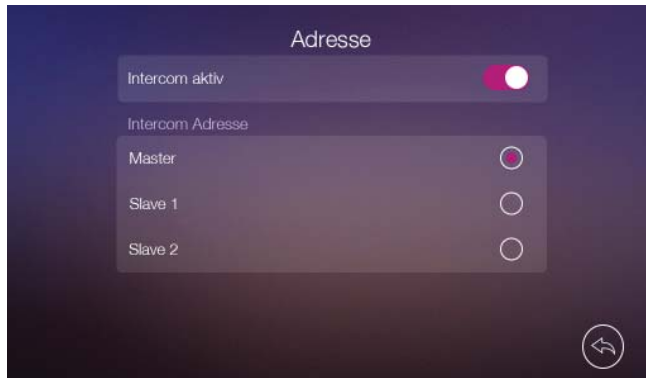 Adresse
Intercom aktiv
Intercom Adresse
Master
Slave 1
Slave 2